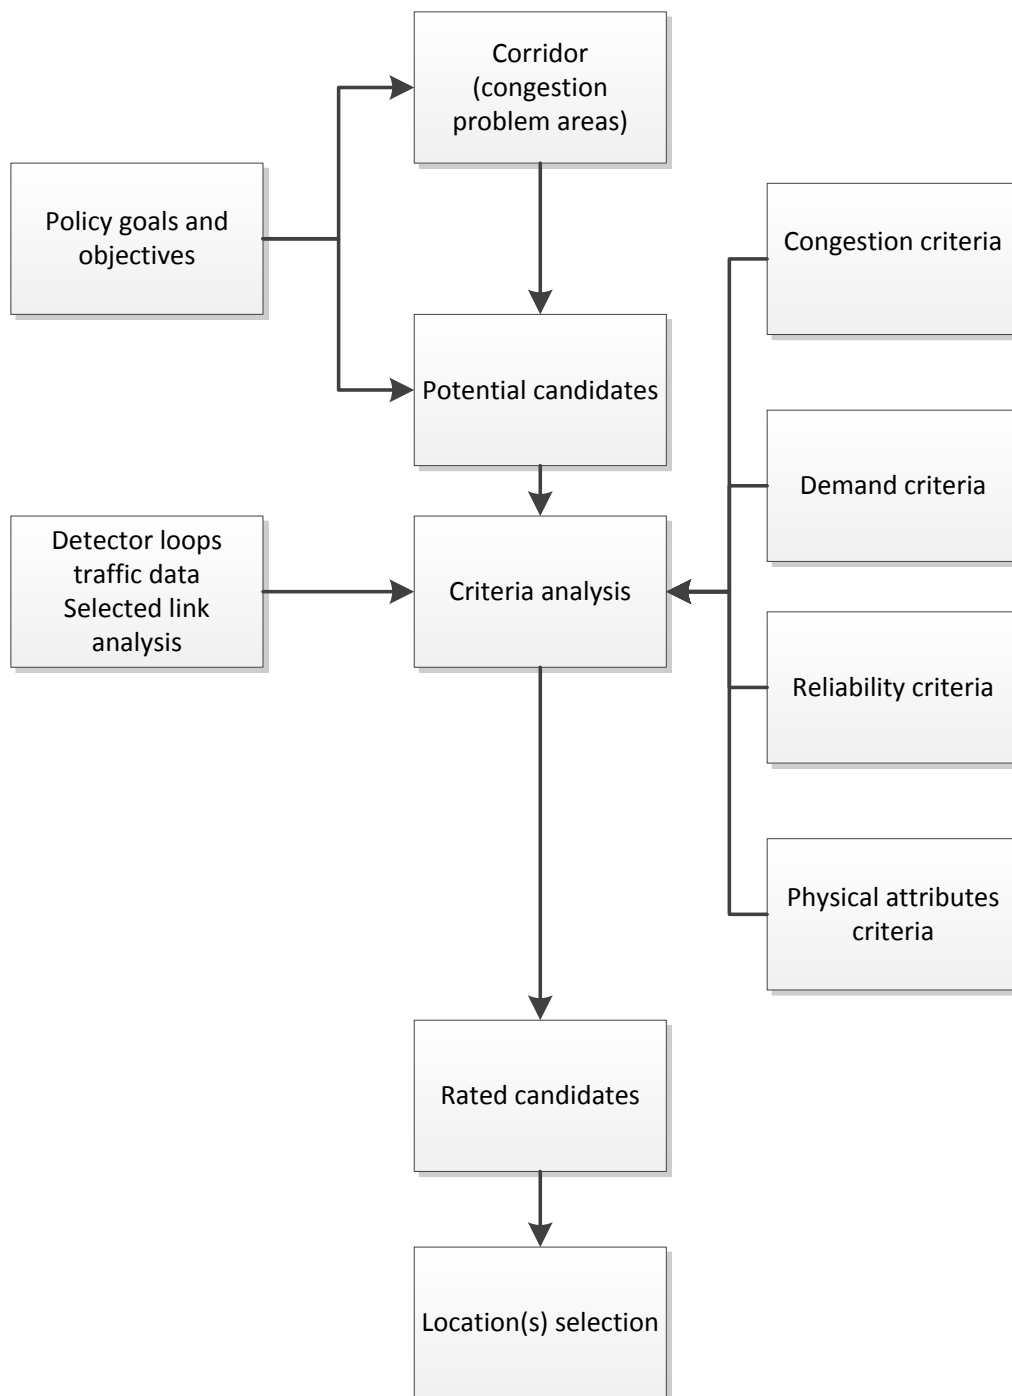 Corridor
(congestion
problem areas)
Policy goals and
objectives
Congestion criteria
Potential candidates
Demand criteria
Detector loops
traffic data
Selected link
analysis
Criteria analysis
Reliability criteria
Physical attributes
criteria
Rated candidates
Location(s) selection